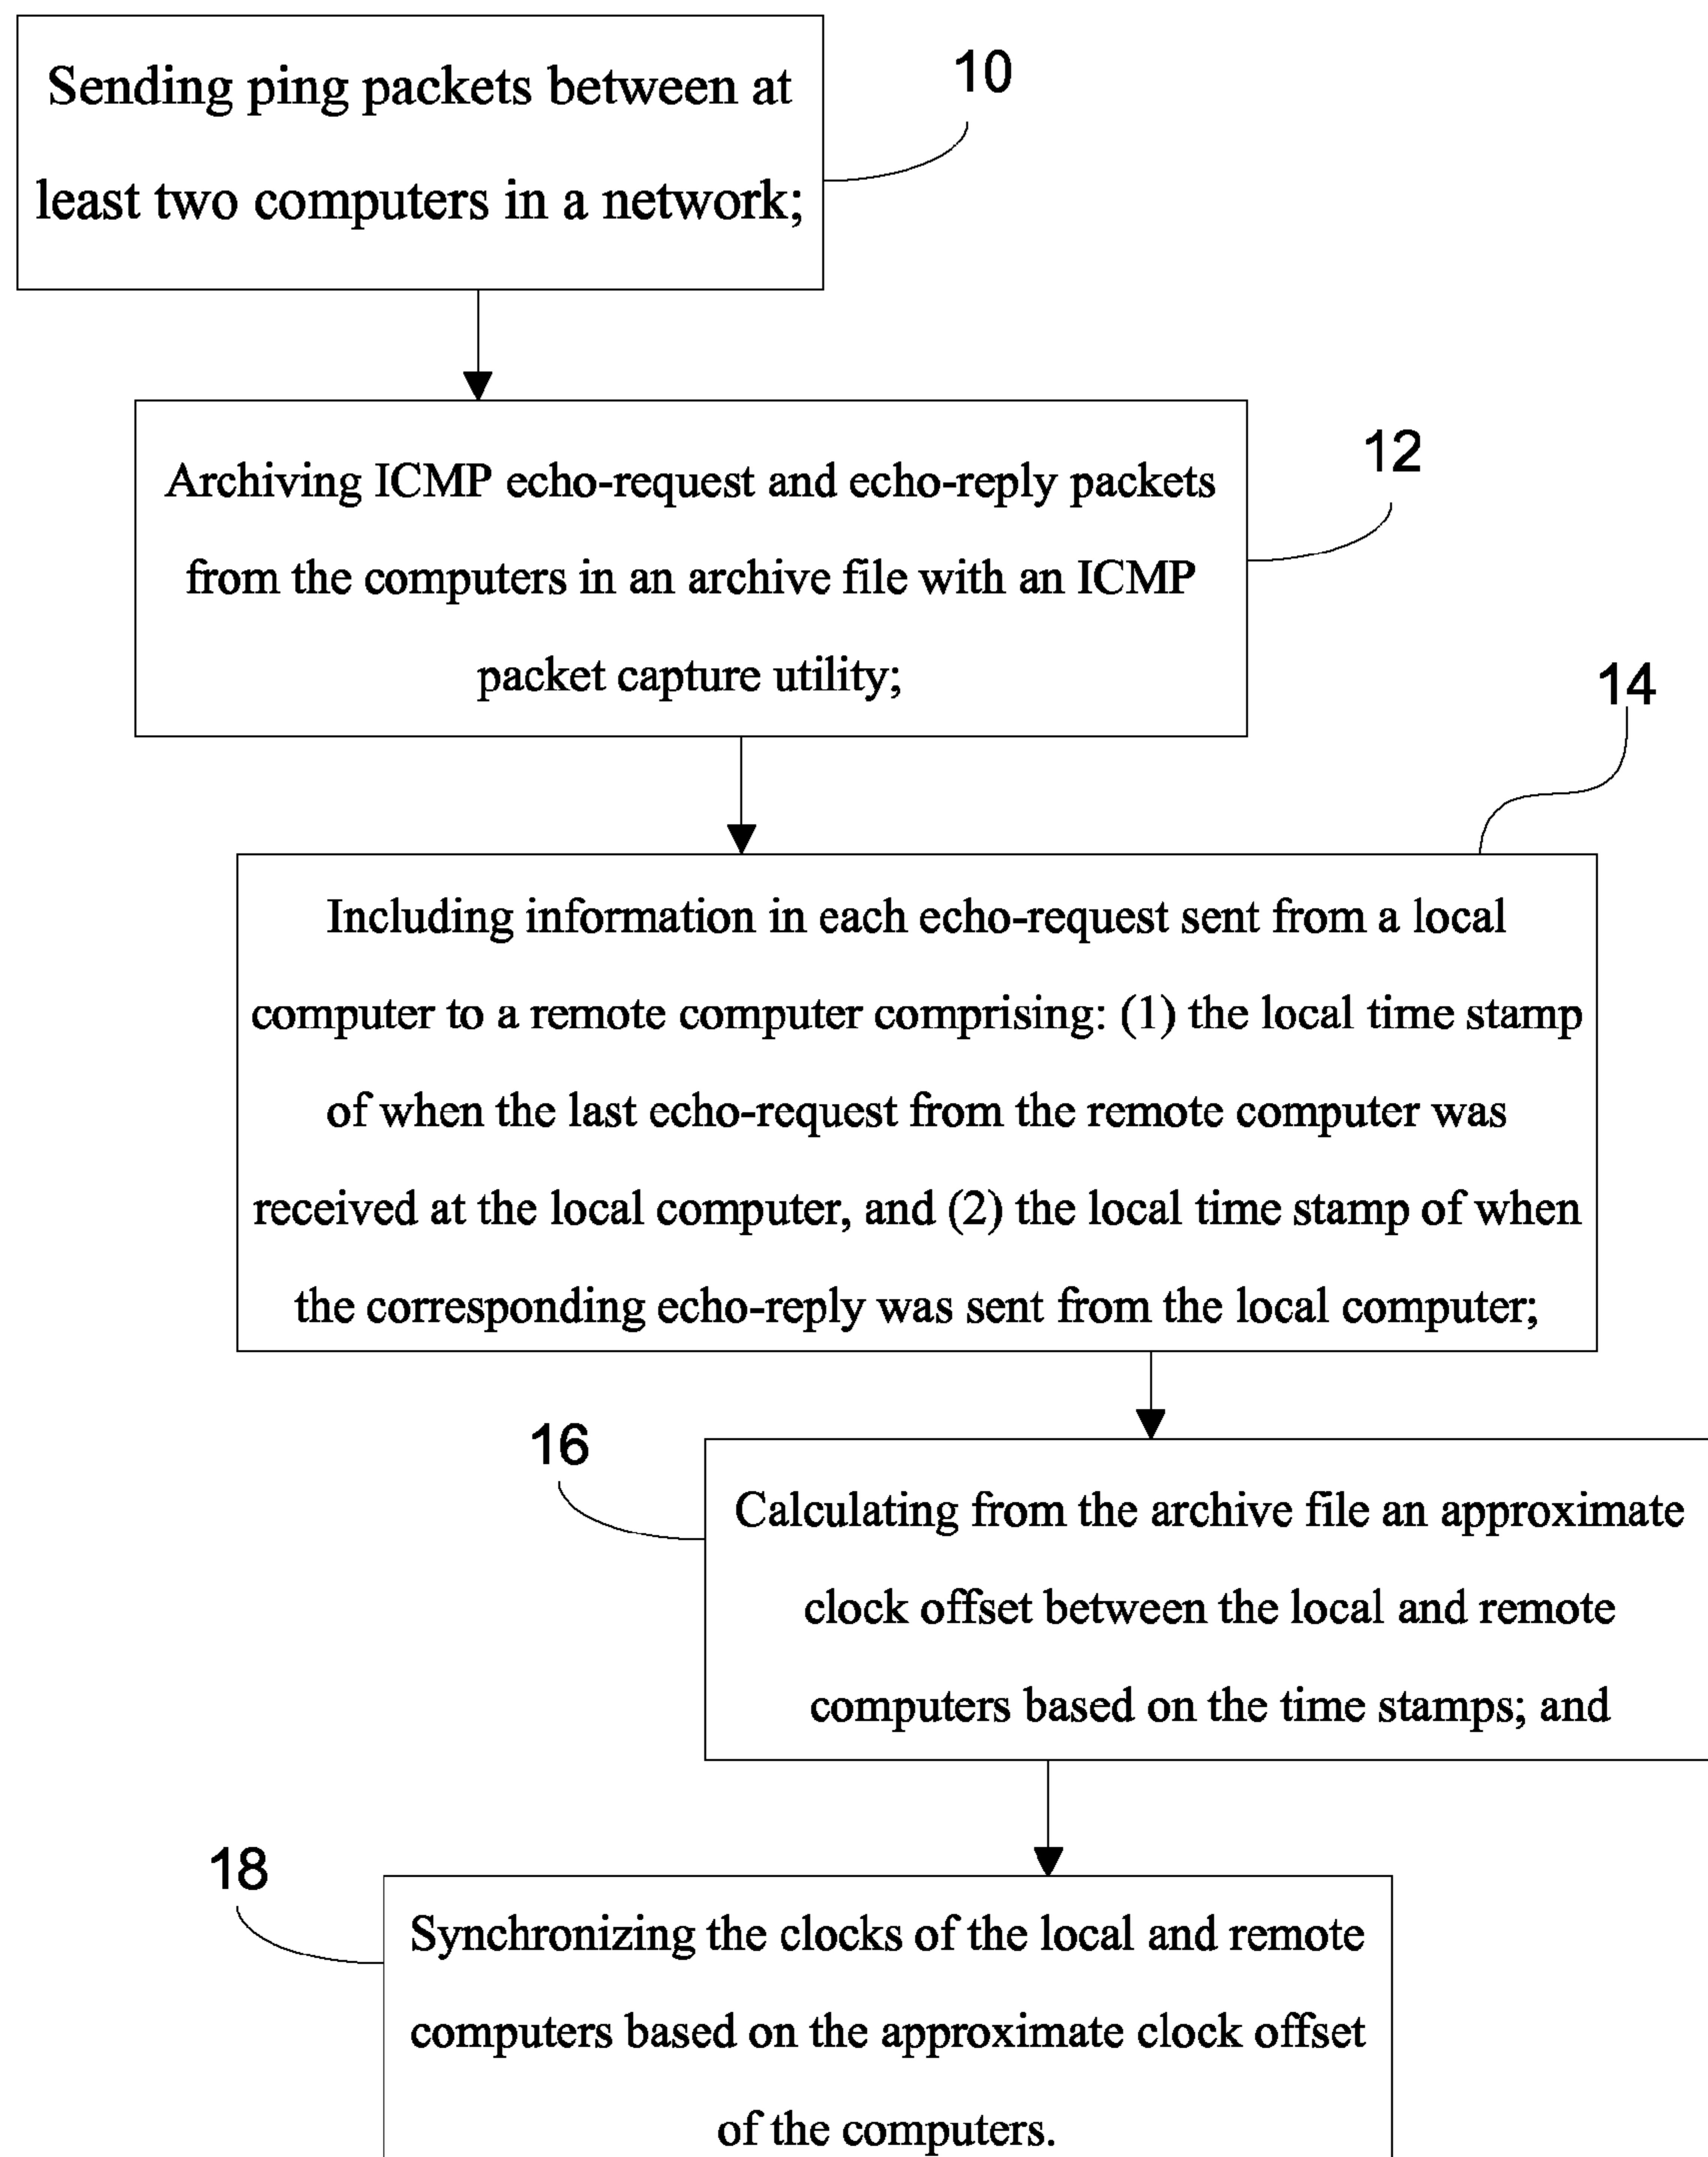 Sending ping packets between at
least two computers in a network;
10
Archiving ICMP echo-request and echo-reply packets
from the computers in an archive file with an ICMP
packet capture utility;
12
14
Including information in each echo-request sent from a local
computer to a remote computer comprising: (1) the local time stamp
of when the last echo-request from the remote computer was
received at the local computer, and (2) the local time stamp of when
the corresponding echo-reply was sent from the local computer;
16
Calculating from the archive file an approximate
clock offset between the local and remote
computers based on the time stamps; and
18
Synchronizing the clocks of the local and remote
computers based on the approximate clock offset
of the computers.